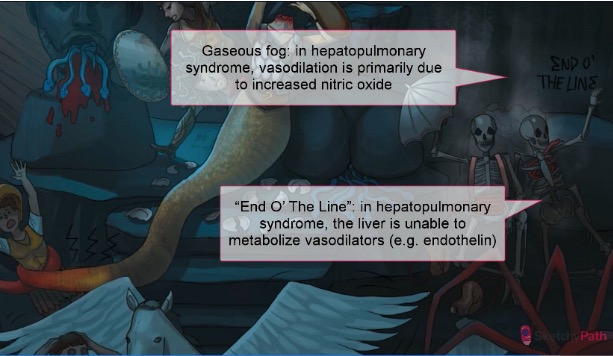 Gaseous fog: in hepatopulmonary
syndrome, vasodilation is primarily due
to increased nitric oxide
END O'
THE LINE
“End O’ The Line”: in hepatopulmonary
syndrome, the liver is unable to
metabolize vasodilators (e.g. endothelin)
SketchyPath